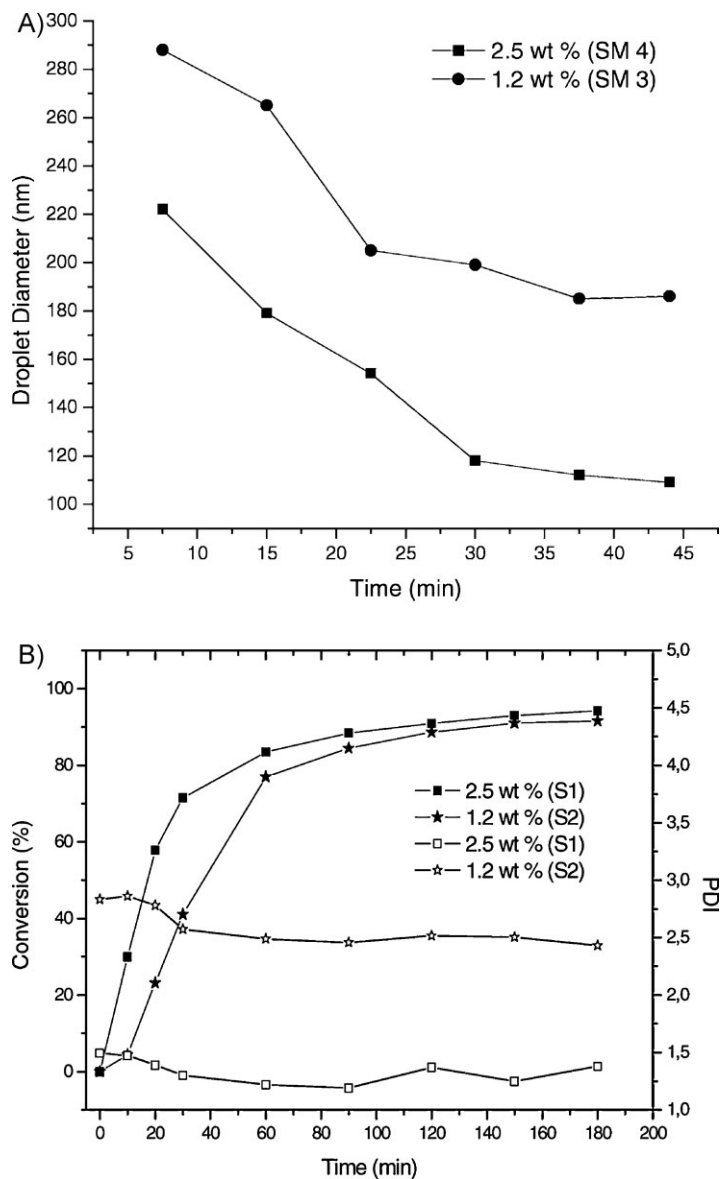 A)
300
280
260
240
220
200
180
160
140
120
100
Droplet Diameter (nm)
2.5 wt % (SM 4)
1.2 wt % (SM 3)
5 10 15 20 25 30 35 40 45
Time (min)
B)
100
80
60
40
20
0
Conversion (%)
2.5 wt % (S1)
1.2 wt % (S2)
2.5 wt % (S1)
1.2 wt % (S2)
5,0
4,5
4,0
3,5
3,0
2,5
2,0
1,5
1,0
PDI
0 20 40 60 80 100 120 140 160 180 200
Time (min)